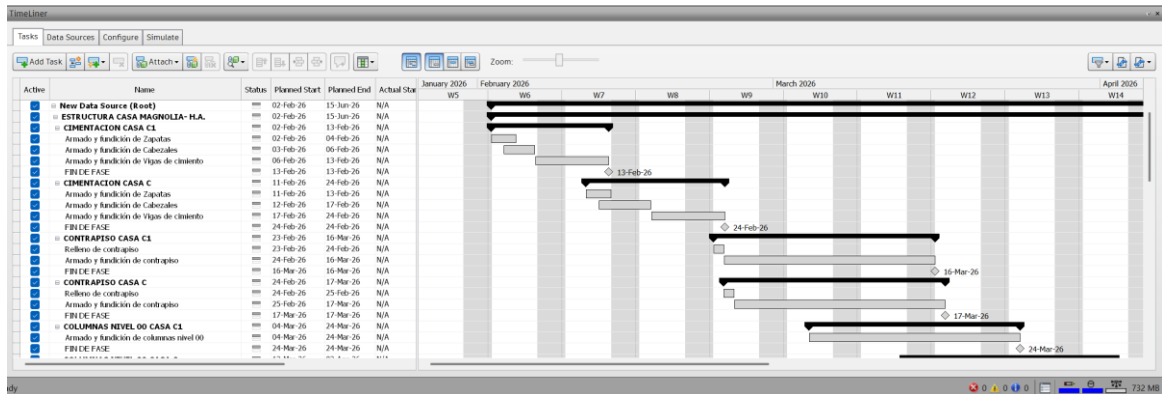 TimeLiner
Tasks Data Sources Configure Simulate
Add Task Attach Zoom:
Active Name Status Planned Start Planned End Actual Star January 2026 February 2026 March 2026 April 2026
W5 W6 W7 W8 W9 W10 W11 W12 W13 W14
New Data Source (Root) 02-Feb-26 15-Jun-26 N/A
ESTRUCTURA CASA MAGNOLIA- H.A. 02-Feb-26 15-Jun-26 N/A
CIMENTACION CASA C1 02-Feb-26 13-Feb-26 N/A
Armado y fundición de Zapatas 02-Feb-26 04-Feb-26 N/A
Armado y fundición de Cabezales 03-Feb-26 06-Feb-26 N/A
Armado y fundición de Vigas de cimiento 06-Feb-26 13-Feb-26 N/A
FIN DE FASE 13-Feb-26 13-Feb-26 N/A 13-Feb-26
CIMENTACION CASA C 11-Feb-26 24-Feb-26 N/A
Armado y fundición de Zapatas 11-Feb-26 13-Feb-26 N/A
Armado y fundición de Cabezales 12-Feb-26 17-Feb-26 N/A
Armado y fundición de Vigas de cimiento 17-Feb-26 24-Feb-26 N/A
FIN DE FASE 24-Feb-26 24-Feb-26 N/A 24-Feb-26
CONTRAPISO CASA C1 23-Feb-26 16-Mar-26 N/A
Relleno de contrapiso 23-Feb-26 24-Feb-26 N/A
Armado y fundición de contrapiso 24-Feb-26 16-Mar-26 N/A
FIN DE FASE 16-Mar-26 16-Mar-26 N/A 16-Mar-26
CONTRAPISO CASA C 24-Feb-26 17-Mar-26 N/A
Relleno de contrapiso 24-Feb-26 25-Feb-26 N/A
Armado y fundición de contrapiso 25-Feb-26 17-Mar-26 N/A
FIN DE FASE 17-Mar-26 17-Mar-26 N/A 17-Mar-26
COLUMNAS NIVEL 00 CASA C1 04-Mar-26 24-Mar-26 N/A
Armado y fundición de columnas nivel 00 04-Mar-26 24-Mar-26 N/A
FIN DE FASE 24-Mar-26 24-Mar-26 N/A 24-Mar-26
dy 0 0 0 732 MB